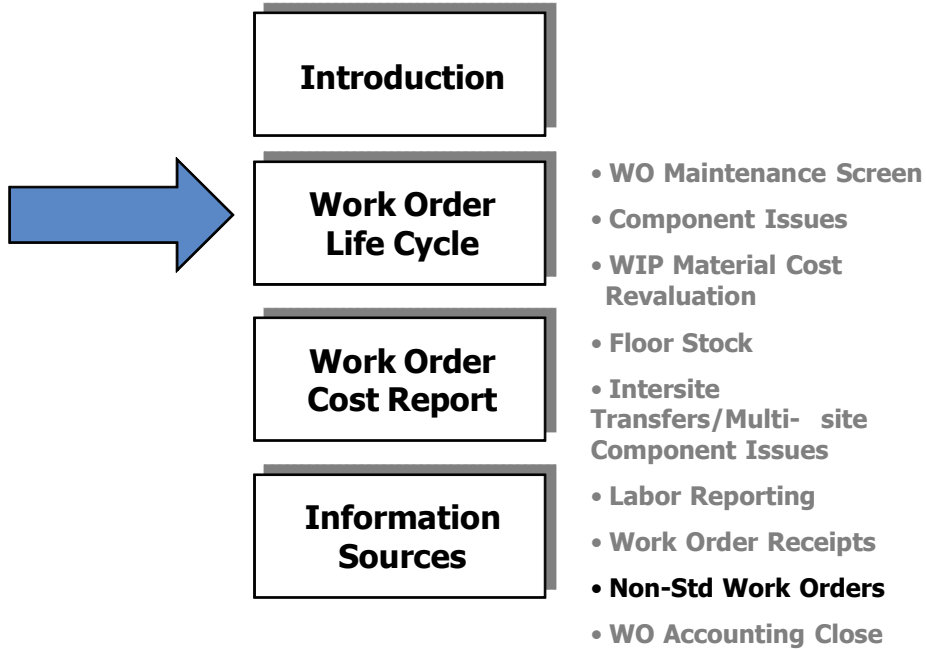 Introduction
Work Order
Life Cycle
Work Order
Cost Report
Information
Sources
• WO Maintenance Screen
• Component Issues
• WIP Material Cost
Revaluation
• Floor Stock
• Intersite
Transfers/Multi- site
Component Issues
• Labor Reporting
• Work Order Receipts
• Non-Std Work Orders
• WO Accounting Close